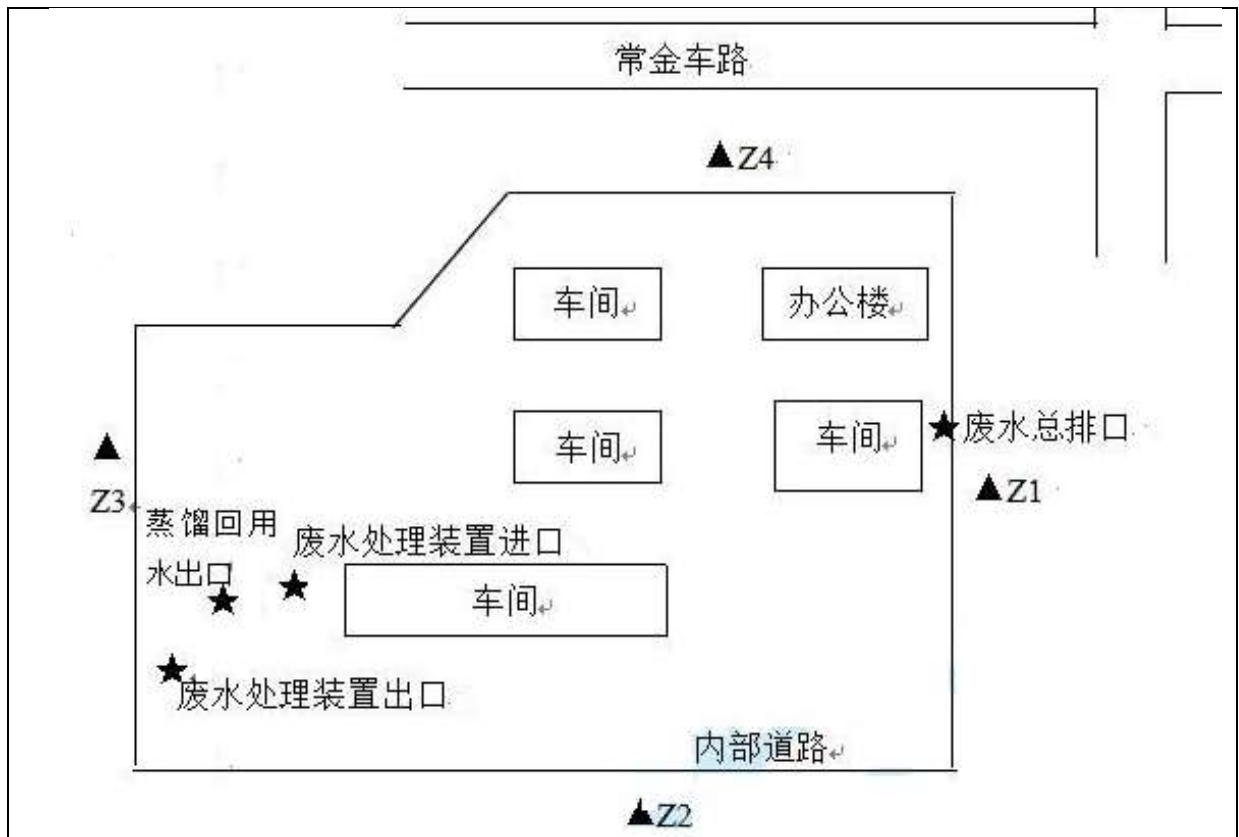 常金车路
▲Z4
车间
办公楼
车间
车间
★废水总排口
▲
Z3
▲Z1
蒸馏回用
水出口
废水处理装置进口
车间
废水处理装置出口
内部道路
▲Z2